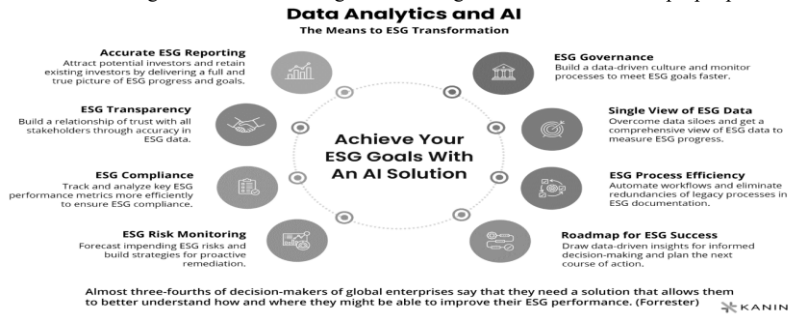 Data Analytics and AI
The Means to ESG Transformation
Accurate ESG Reporting
Attract potential investors and retain
existing investors by delivering a full and
true picture of ESG progress and goals.
ESG Transparency
Build a relationship of trust with all
stakeholders through accuracy in
ESG data.
ESG Compliance
Track and analyze key ESG
performance metrics more efficiently
to ensure ESG compliance.
ESG Risk Monitoring
Forecast impending ESG risks and
build strategies for proactive
remediation.
Achieve Your
ESG Goals With
An AI Solution
ESG Governance
Build a data-driven culture and monitor
processes to meet ESG goals faster.
Single View of ESG Data
Overcome data siloes and get a
comprehensive view of ESG data to
measure ESG progress.
ESG Process Efficiency
Automate workflows and eliminate
redundancies of legacy processes in
ESG documentation.
Roadmap for ESG Success
Draw data-driven insights for informed
decision-making and plan the next
course of action.
Almost three-fourths of decision-makers of global enterprises say that they need a solution that allows them
to better understand how and where they might be able to improve their ESG performance. (Forrester)
KANIN